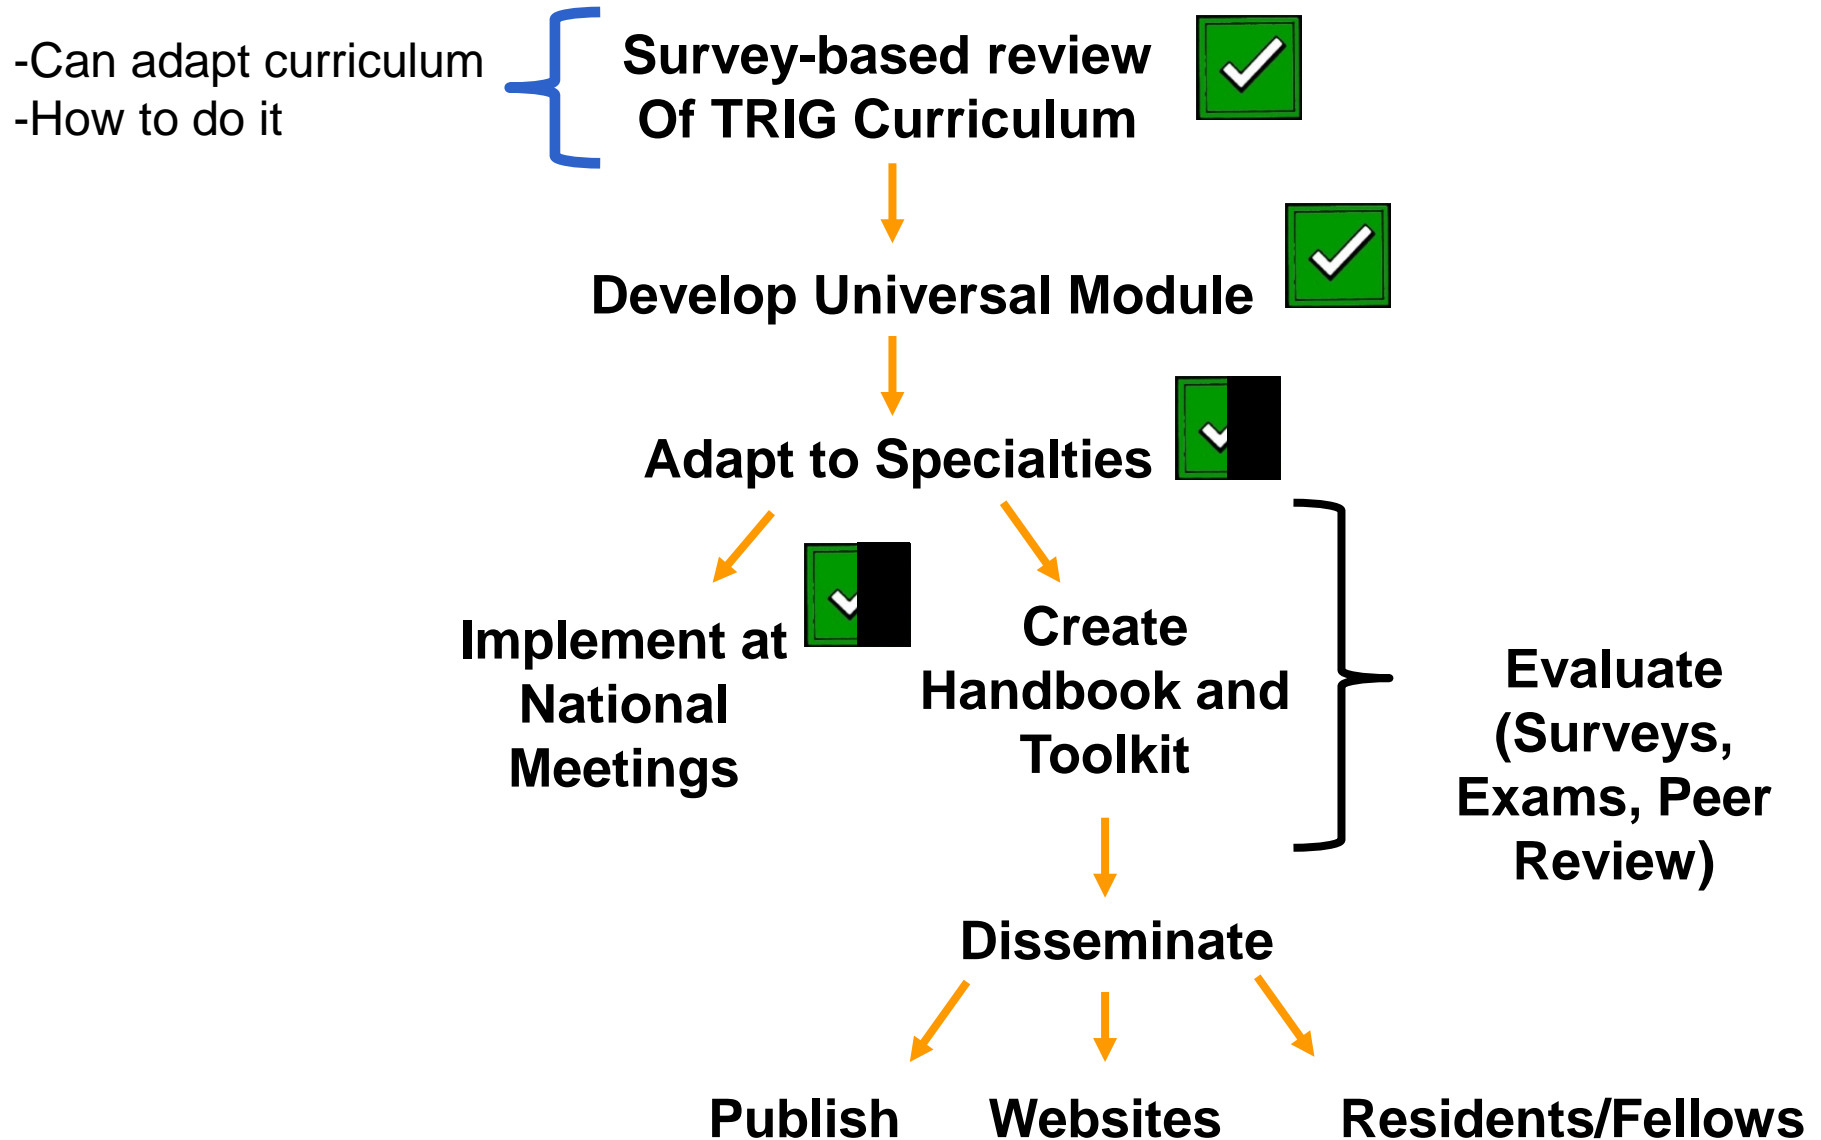 -Can adapt curriculum
-How to do it
Survey-based review
Of TRIG Curriculum
Develop Universal Module
Adapt to Specialties
Implement at
National
Meetings
Create
Handbook and
Toolkit
Evaluate
(Surveys,
Exams, Peer
Review)
Disseminate
Publish
Websites
Residents/Fellows